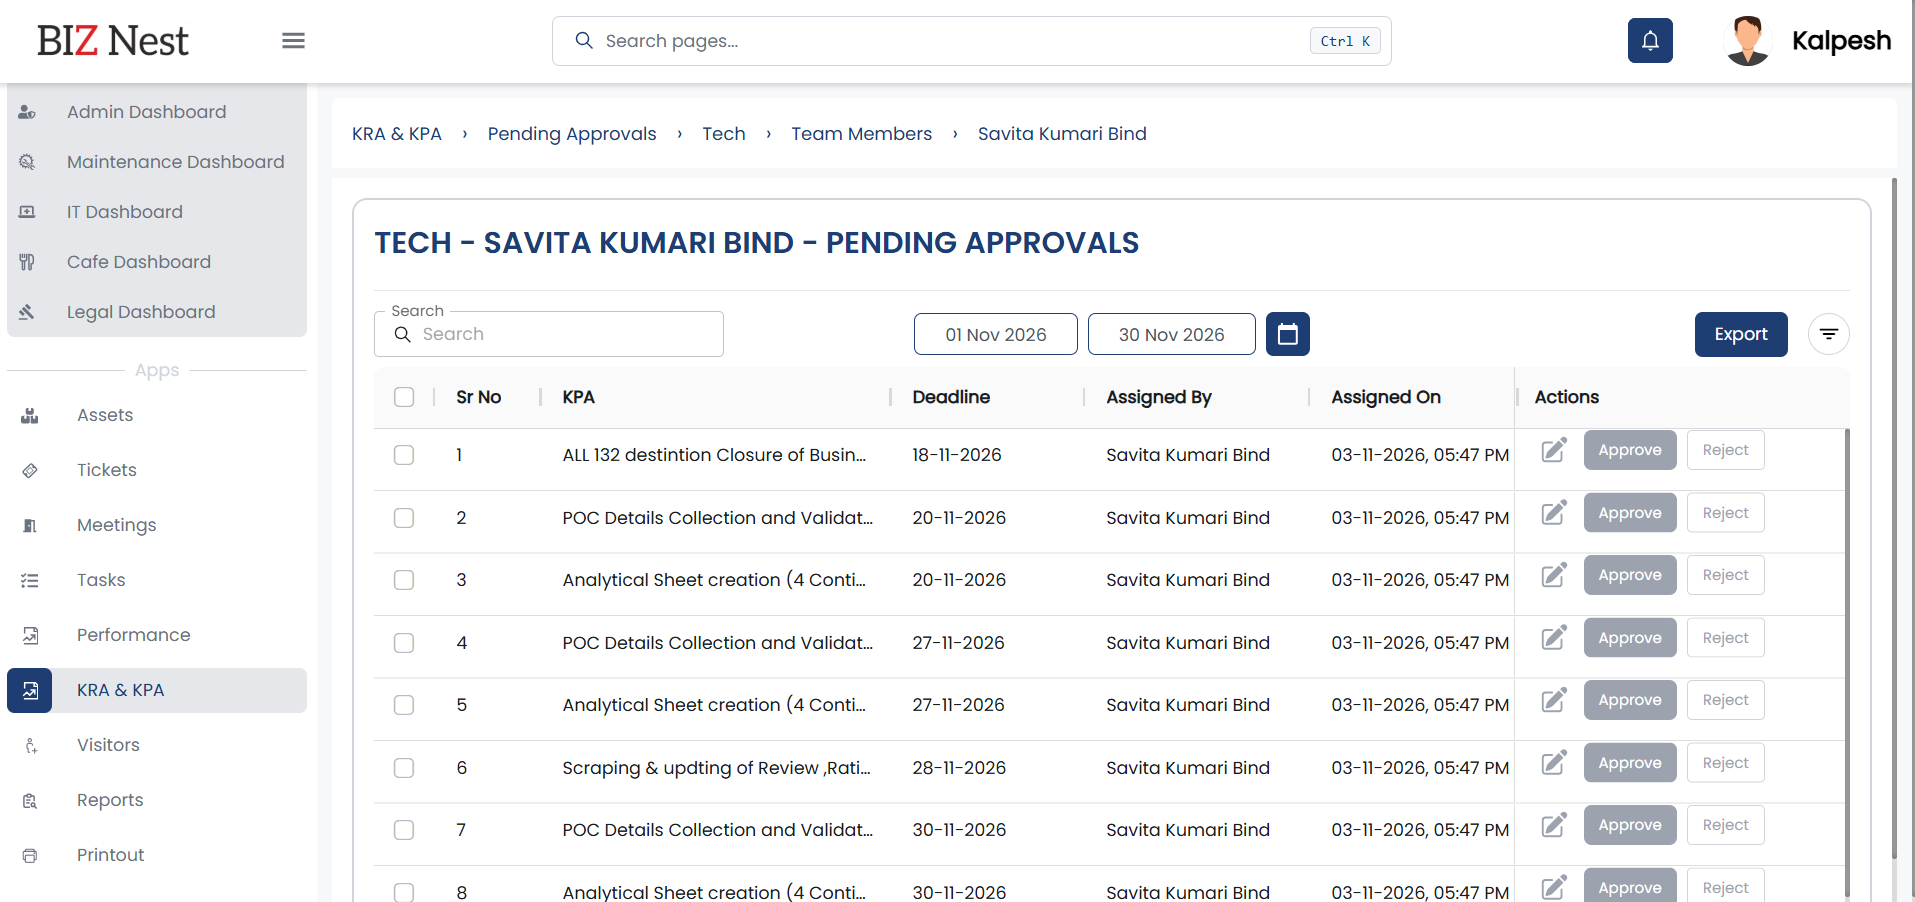 BIZ Nest
Search pages...
Ctrl K
Kalpesh
Admin Dashboard
Maintenance Dashboard
IT Dashboard
Cafe Dashboard
Legal Dashboard
Apps
Assets
Tickets
Meetings
Tasks
Performance
KRA & KPA
Visitors
Reports
Printout
KRA & KPA › Pending Approvals › Tech › Team Members › Savita Kumari Bind
TECH - SAVITA KUMARI BIND - PENDING APPROVALS
Search
Search
01 Nov 2026
30 Nov 2026
Export
Sr No KPA Deadline Assigned By Assigned On Actions
1 ALL 132 destintion Closure of Busin... 18-11-2026 Savita Kumari Bind 03-11-2026, 05:47 PM Approve Reject
2 POC Details Collection and Validat... 20-11-2026 Savita Kumari Bind 03-11-2026, 05:47 PM Approve Reject
3 Analytical Sheet creation (4 Conti... 20-11-2026 Savita Kumari Bind 03-11-2026, 05:47 PM Approve Reject
4 POC Details Collection and Validat... 27-11-2026 Savita Kumari Bind 03-11-2026, 05:47 PM Approve Reject
5 Analytical Sheet creation (4 Conti... 27-11-2026 Savita Kumari Bind 03-11-2026, 05:47 PM Approve Reject
6 Scraping & updting of Review ,Rati... 28-11-2026 Savita Kumari Bind 03-11-2026, 05:47 PM Approve Reject
7 POC Details Collection and Validat... 30-11-2026 Savita Kumari Bind 03-11-2026, 05:47 PM Approve Reject
8 Analytical Sheet creation (4 Conti... 30-11-2026 Savita Kumari Bind 03-11-2026, 05:47 PM Approve Reject